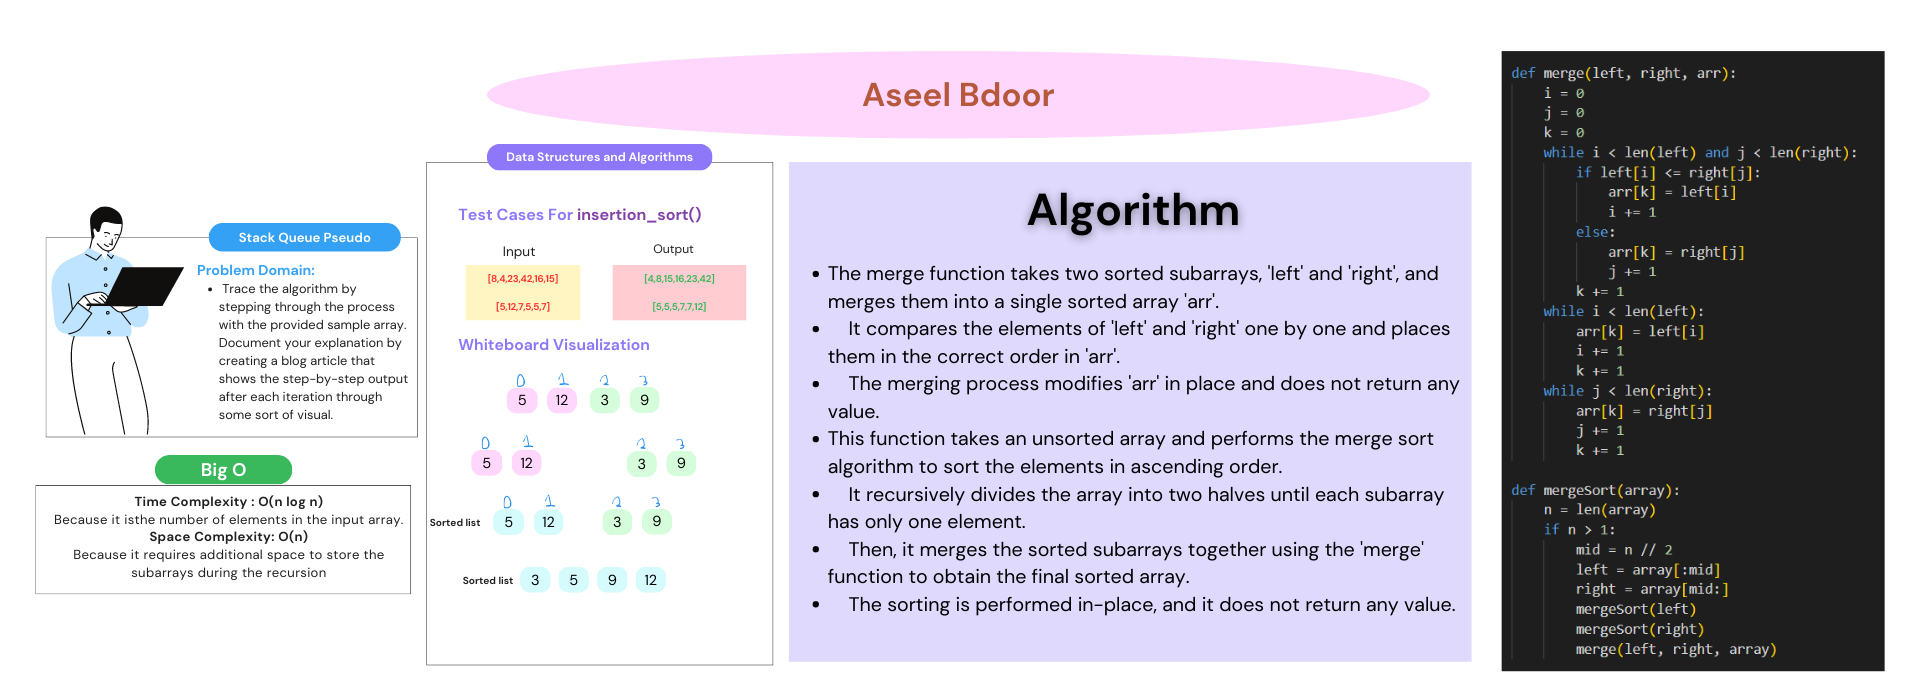 Aseel Bdoor
Stack Queue Pseudo
Problem Domain:
• Trace the algorithm by
stepping through the process
with the provided sample array.
Document your explanation by
creating a blog article that
shows the step-by-step output
after each iteration through
some sort of visual.
Big O
Time Complexity : O(n log n)
Because it isthe number of elements in the input array.
Space Complexity: O(n)
Because it requires additional space to store the
subarrays during the recursion
Data Structures and Algorithms
Test Cases For insertion_sort()
Input Output
[8,4,23,42,16,15] [4,8,15,16,23,42]
[5,12,7,5,5,7] [5,5,5,7,7,12]
Whiteboard Visualization
0 1 2 3
5 12 3 9
0 1 2 3
5 12 3 9
0 1 2 3
Sorted list 5 12 3 9
Sorted list 3 5 9 12
Algorithm
• The merge function takes two sorted subarrays, 'left' and 'right', and
merges them into a single sorted array 'arr'.
• It compares the elements of 'left' and 'right' one by one and places
them in the correct order in 'arr'.
• The merging process modifies 'arr' in place and does not return any
value.
• This function takes an unsorted array and performs the merge sort
algorithm to sort the elements in ascending order.
• It recursively divides the array into two halves until each subarray
has only one element.
• Then, it merges the sorted subarrays together using the 'merge'
function to obtain the final sorted array.
• The sorting is performed in-place, and it does not return any value.
def merge(left, right, arr):
    i = 0
    j = 0
    k = 0
    while i < len(left) and j < len(right):
        if left[i] <= right[j]:
            arr[k] = left[i]
            i += 1
        else:
            arr[k] = right[j]
            j += 1
        k += 1
    while i < len(left):
        arr[k] = left[i]
        i += 1
        k += 1
    while j < len(right):
        arr[k] = right[j]
        j += 1
        k += 1
def mergeSort(array):
    n = len(array)
    if n > 1:
        mid = n // 2
        left = array[:mid]
        right = array[mid:]
        mergeSort(left)
        mergeSort(right)
        merge(left, right, array)